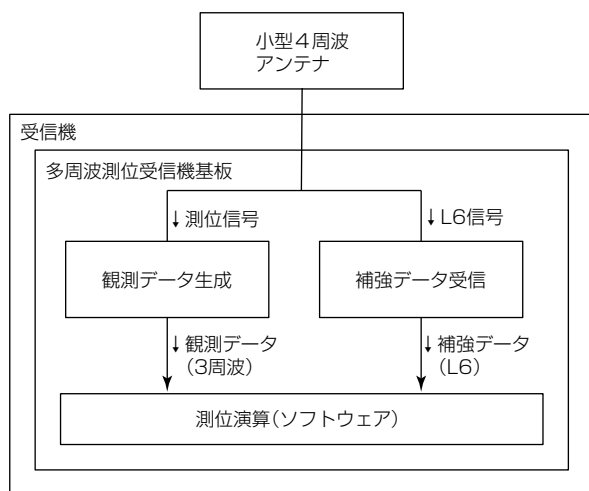 小型4周波
アンテナ
受信機
多周波測位受信機基板
↓測位信号
↓L6信号
観測データ生成
補強データ受信
↓観測データ
(3周波)
↓補強データ
(L6)
測位演算(ソフトウェア)